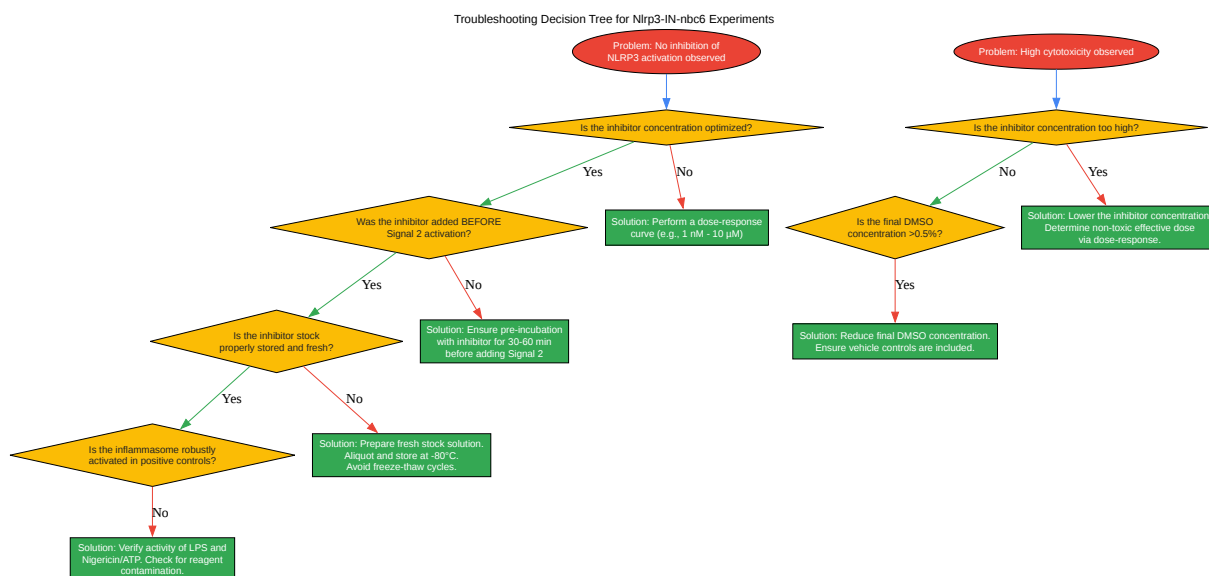 Troubleshooting Decision Tree for Nlrp3-IN-nbc6 Experiments
Problem: No inhibition of
NLRP3 activation observed
Problem: High cytotoxicity observed
Is the inhibitor concentration optimized?
Is the inhibitor concentration too high?
Yes
No
No
Yes
Was the inhibitor added BEFORE
Signal 2 activation?
Solution: Perform a dose-response
curve (e.g., 1 nM - 10 µM)
Is the final DMSO
concentration >0.5%?
Solution: Lower the inhibitor concentration
Determine non-toxic effective dose
via dose-response.
Yes
No
Yes
Is the inhibitor stock
properly stored and fresh?
Solution: Ensure pre-incubation
with inhibitor for 30-60 min
before adding Signal 2
Solution: Reduce final DMSO concentration.
Ensure vehicle controls are included.
Yes
No
Is the inflammasome robustly
activated in positive controls?
Solution: Prepare fresh stock solution.
Aliquot and store at -80°C.
Avoid freeze-thaw cycles.
No
Solution: Verify activity of LPS and
Nigericin/ATP. Check for reagent
contamination.